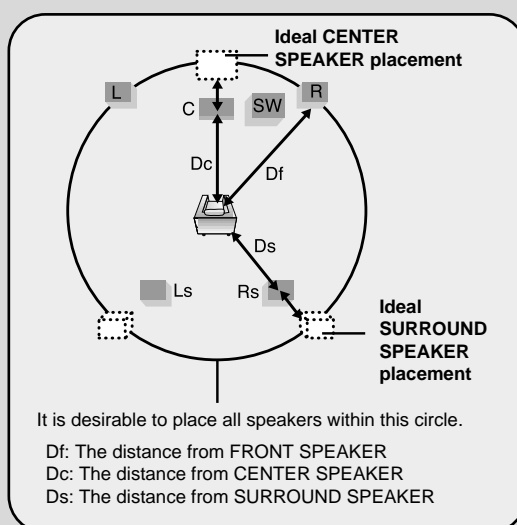 Ideal CENTER
SPEAKER placement
L
R
C
SW
Dc
Df
Ds
Ls
Rs
Ideal
SURROUND
SPEAKER
placement
It is desirable to place all speakers within this circle.
Df: The distance from FRONT SPEAKER
Dc: The distance from CENTER SPEAKER
Ds: The distance from SURROUND SPEAKER